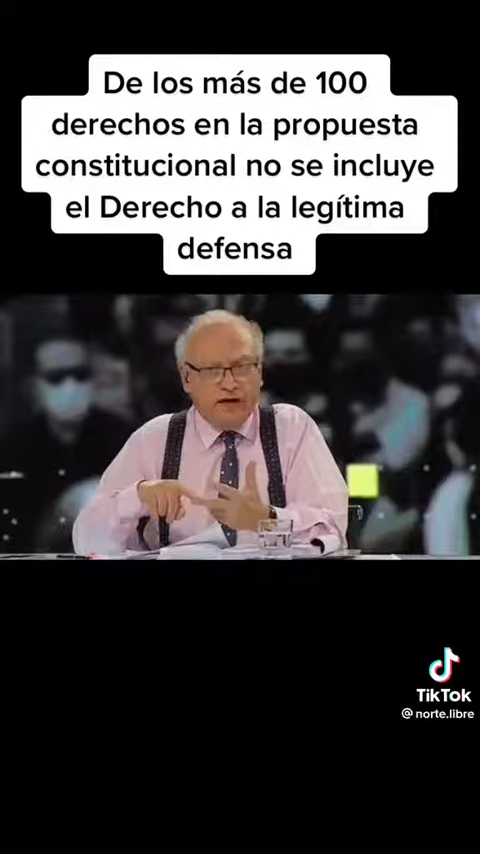 De los más de 100
derechos en la propuesta
constitucional no se incluye
el Derecho a la legítima
defensa
TikTok
@norte.libre